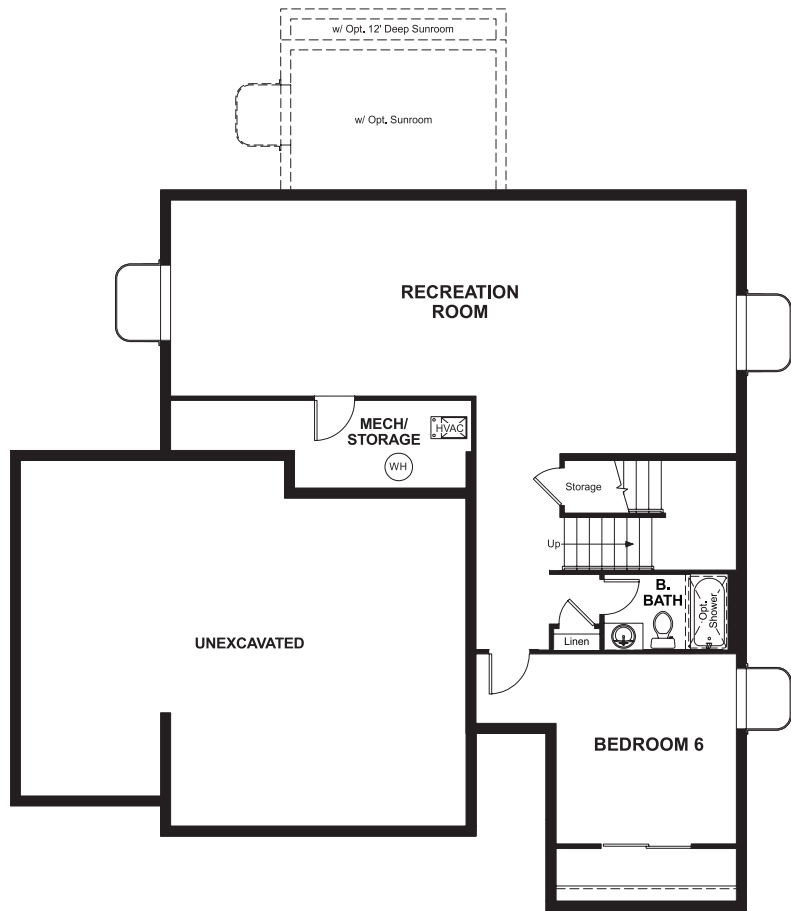 w/ Opt. 12' Deep Sunroom
w/ Opt. Sunroom
RECREATION
ROOM
MECH/
STORAGE
HVAC
WH
Storage
Up
B.
BATH
Opt.
Shower
Linen
UNEXCAVATED
BEDROOM 6